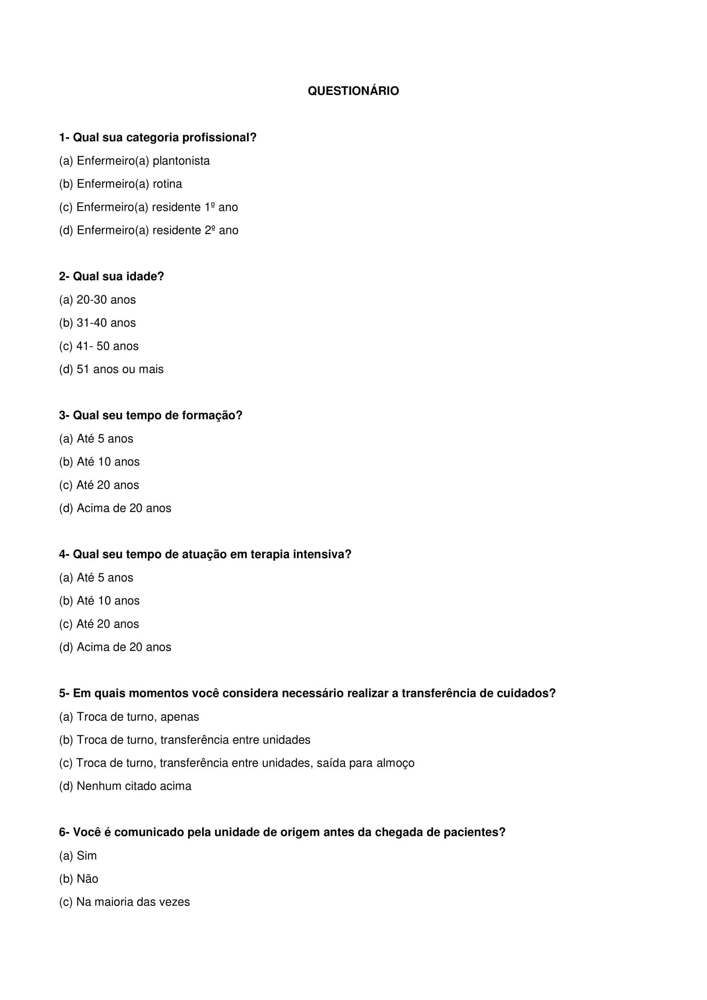 QUESTIONÁRIO
1- Qual sua categoria profissional?
(a) Enfermeiro(a) plantonista
(b) Enfermeiro(a) rotina
(c) Enfermeiro(a) residente 1º ano
(d) Enfermeiro(a) residente 2º ano
2- Qual sua idade?
(a) 20-30 anos
(b) 31-40 anos
(c) 41- 50 anos
(d) 51 anos ou mais
3- Qual seu tempo de formação?
(a) Até 5 anos
(b) Até 10 anos
(c) Até 20 anos
(d) Acima de 20 anos
4- Qual seu tempo de atuação em terapia intensiva?
(a) Até 5 anos
(b) Até 10 anos
(c) Até 20 anos
(d) Acima de 20 anos
5- Em quais momentos você considera necessário realizar a transferência de cuidados?
(a) Troca de turno, apenas
(b) Troca de turno, transferência entre unidades
(c) Troca de turno, transferência entre unidades, saída para almoço
(d) Nenhum citado acima
6- Você é comunicado pela unidade de origem antes da chegada de pacientes?
(a) Sim
(b) Não
(c) Na maioria das vezes